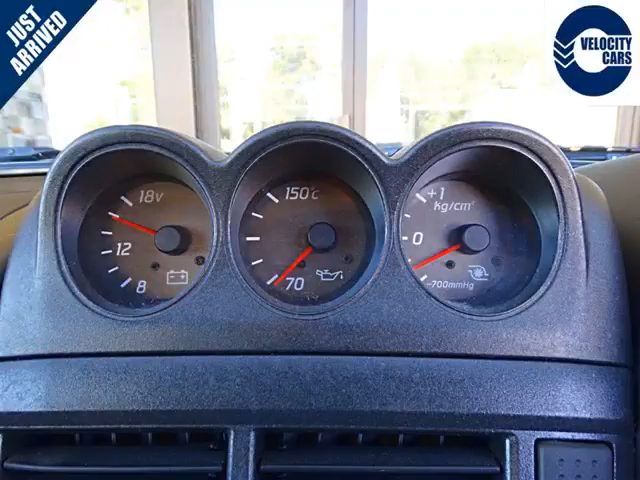 JUST
ARRIVED
VELOCITY
CARS
18V
12
8
150°C
70
+1
kg/cm²
0
-700mmHg